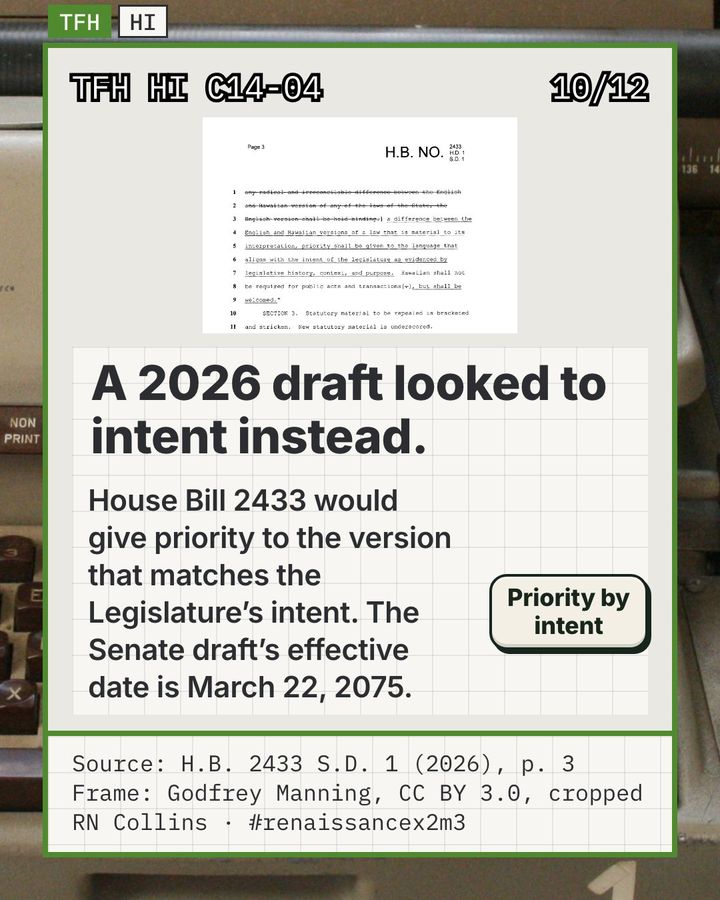 TFH HI
TFH HI C14-04 10/12
Page 3 H.B. NO. 2433
H.D. 1
S.D. 1
1 any radical and irreconcilable difference between the English
2 and Hawaiian version of any of the laws of the State, the
3 English version shall be held binding.] a difference between the
4 English and Hawaiian versions of a law that is material to its
5 interpretation, priority shall be given to the language that
6 aligns with the intent of the legislature as evidenced by
7 legislative history, context, and purpose. Hawaiian shall not
8 be required for public acts and transactions[.], but shall be
9 welcomed."
10 SECTION 3. Statutory material to be repealed is bracketed
11 and stricken. New statutory material is underscored.
A 2026 draft looked to
intent instead.
House Bill 2433 would
give priority to the version
that matches the
Legislature’s intent. The
Senate draft’s effective
date is March 22, 2075.
Priority by
intent
Source: H.B. 2433 S.D. 1 (2026), p. 3
Frame: Godfrey Manning, CC BY 3.0, cropped
RN Collins · #renaissancex2m3
NON
PRINT
136 14
3
E
X
1